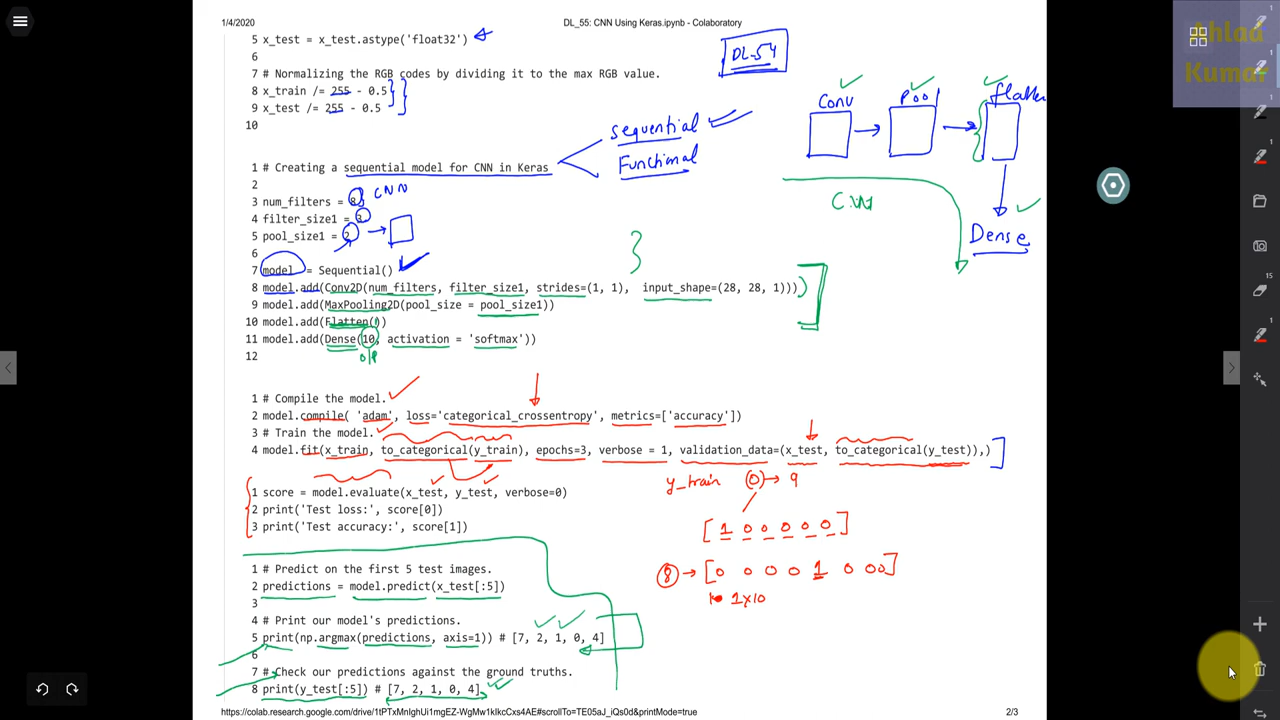 1/4/2020 DL_55: CNN Using Keras.ipynb - Colaboratory
5 x_test = x_test.astype('float32')
6
7 # Normalizing the RGB codes by dividing it to the max RGB value.
8 x_train /= 255 - 0.5
9 x_test /= 255 - 0.5
10
DL-54
Ahlad
Kumar
Conv Pool flatten
CNN
Dense
sequential
Functional
1 # Creating a sequential model for CNN in Keras
2
3 num_filters = 8 CNN
4 filter_size1 = 3
5 pool_size1 = 2
6
7 model = Sequential()
8 model.add(Conv2D(num_filters, filter_size1, strides=(1, 1), input_shape=(28, 28, 1)))
9 model.add(MaxPooling2D(pool_size = pool_size1))
10 model.add(Flatten())
11 model.add(Dense(10, activation = 'softmax'))
12 o/p
1 # Compile the model.
2 model.compile( 'adam', loss='categorical_crossentropy', metrics=['accuracy'])
3 # Train the model.
4 model.fit(x_train, to_categorical(y_train), epochs=3, verbose = 1, validation_data=(x_test, to_categorical(y_test)),)
y_train 0 → 9
[1 0 0 0 0 0]
8 → [0 0 0 0 1 0 00]
1x10
1 score = model.evaluate(x_test, y_test, verbose=0)
2 print('Test loss:', score[0])
3 print('Test accuracy:', score[1])
1 # Predict on the first 5 test images.
2 predictions = model.predict(x_test[:5])
3
4 # Print our model's predictions.
5 print(np.argmax(predictions, axis=1)) # [7, 2, 1, 0, 4]
6
7 # Check our predictions against the ground truths.
8 print(y_test[:5]) # [7, 2, 1, 0, 4]
https://colab.research.google.com/drive/1tPTxMnIghUi1mgEZ-WgMw1kIkcCxs4AE#scrollTo=TE05aJ_iQs0d&printMode=true 2/3
15